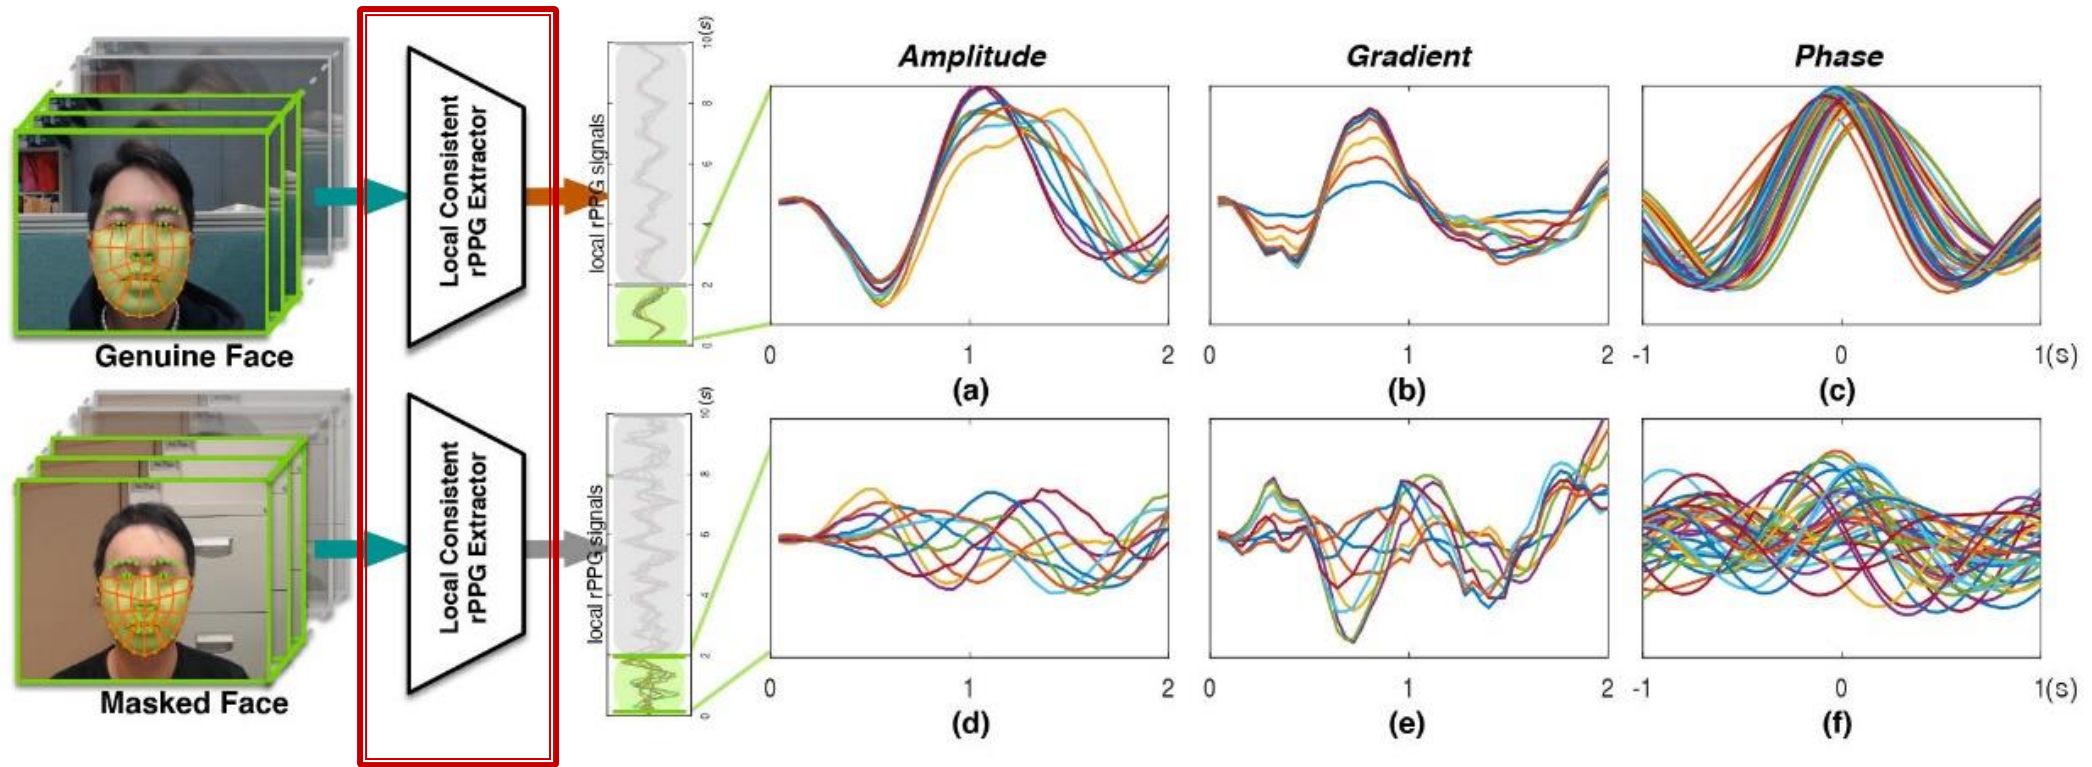 Amplitude
Gradient
Phase
Local Consistent
rPPG Extractor
local rPPG signals
0 2 4 6 8 10(s)
0 1 2
0 1 2
-1 0 1(s)
Genuine Face
(a)
(b)
(c)
Local Consistent
rPPG Extractor
local rPPG signals
0 2 4 6 8 10(s)
0 1 2
0 1 2
-1 0 1(s)
Masked Face
(d)
(e)
(f)